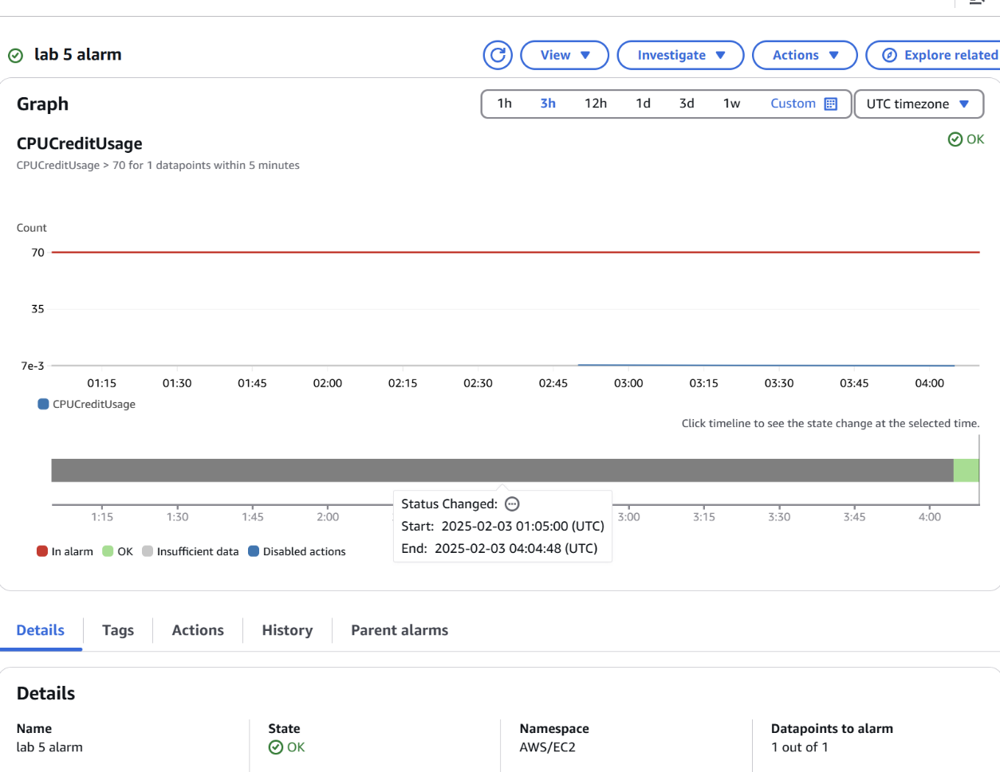 lab 5 alarm
View
Investigate
Actions
Explore related
Graph
1h 3h 12h 1d 3d 1w Custom
UTC timezone
CPUCreditUsage
OK
CPUCreditUsage > 70 for 1 datapoints within 5 minutes
Count
70
35
7e-3
01:15 01:30 01:45 02:00 02:15 02:30 02:45 03:00 03:15 03:30 03:45 04:00
CPUCreditUsage
Click timeline to see the state change at the selected time.
Status Changed:
Start: 2025-02-03 01:05:00 (UTC)
End: 2025-02-03 04:04:48 (UTC)
1:15 1:30 1:45 2:00 3:00 3:15 3:30 3:45 4:00
In alarm OK Insufficient data Disabled actions
Details Tags Actions History Parent alarms
Details
Name State Namespace Datapoints to alarm
lab 5 alarm OK AWS/EC2 1 out of 1